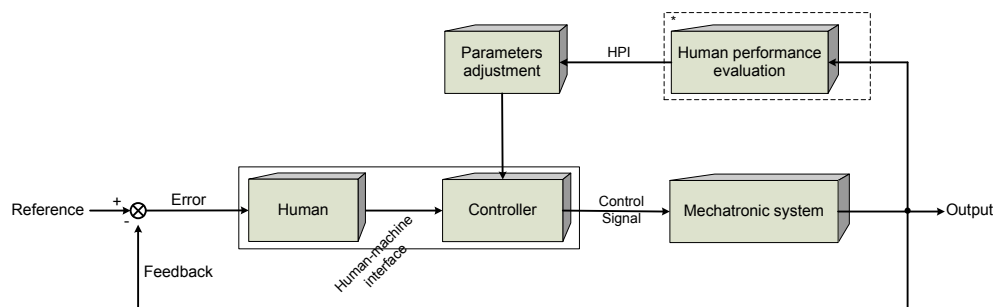 *
Parameters
adjustment
HPI
Human performance
evaluation
Reference
+
-
Error
Human
Human-machine
interface
Controller
Control
Signal
Mechatronic system
Output
Feedback